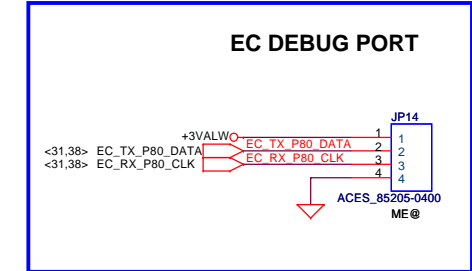 EC DEBUG PORT
JP14
+3VALW
1 1
<31,38> EC_TX_P80_DATA EC_TX_P80_DATA 2 2
<31,38> EC_RX_P80_CLK EC_RX_P80_CLK 3 3
4 4
ACES_85205-0400
ME@